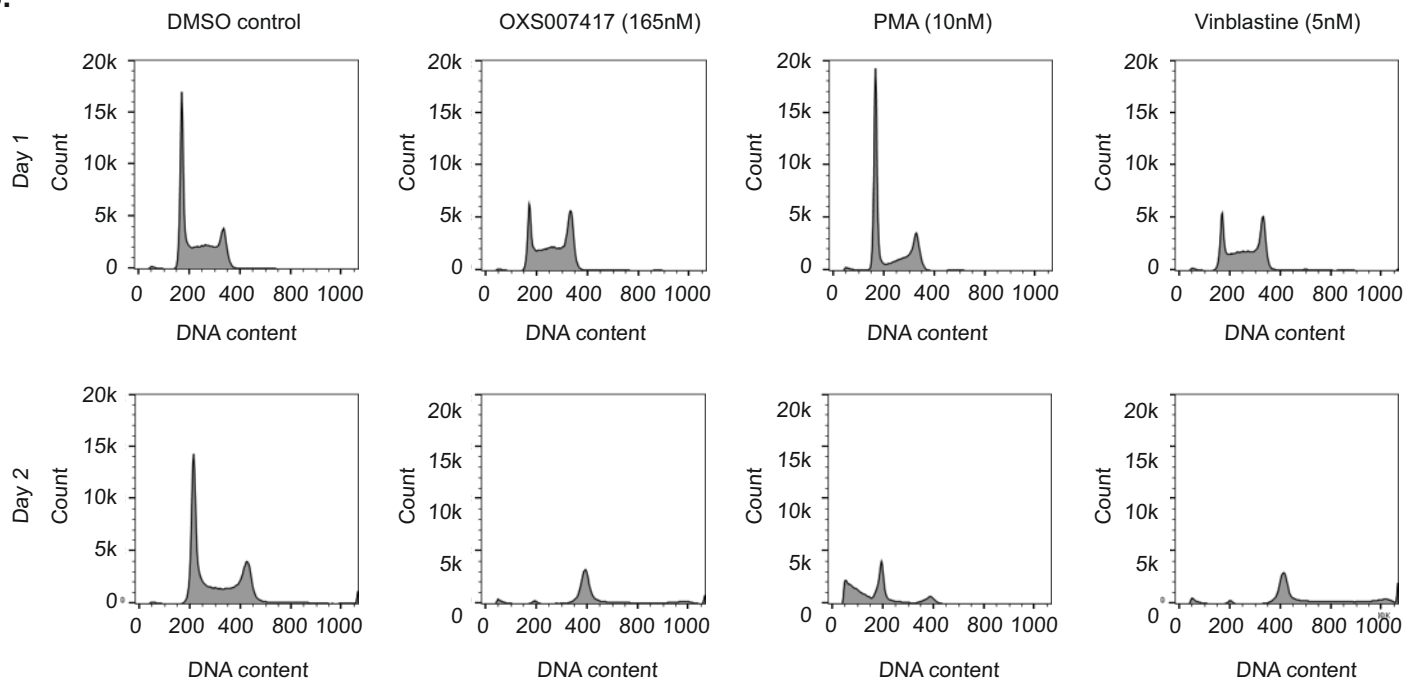 DMSO control
OXS007417 (165nM)
PMA (10nM)
Vinblastine (5nM)
Day 1
Count
20k
15k
10k
5k
0
0 200 400 800 1000
DNA content
Count
20k
15k
10k
5k
0
0 200 400 800 1000
DNA content
Count
20k
15k
10k
5k
0
0 200 400 800 1000
DNA content
Count
20k
15k
10k
5k
0
0 200 400 800 1000
DNA content
Day 2
Count
20k
15k
10k
5k
0
0 200 400 800 1000
DNA content
Count
20k
15k
10k
5k
0
0 200 400 800 1000
DNA content
Count
20k
15k
10k
5k
0
0 200 400 800 1000
DNA content
Count
20k
15k
10k
5k
0
0 200 400 800 1000
DNA content